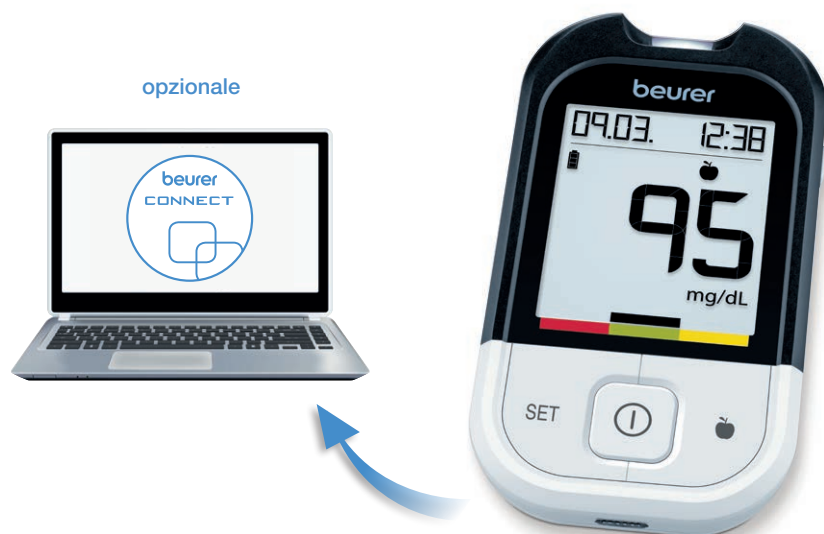 opzionale
beurer
CONNECT
beurer
09.03. 12:38
95
mg/dL
SET